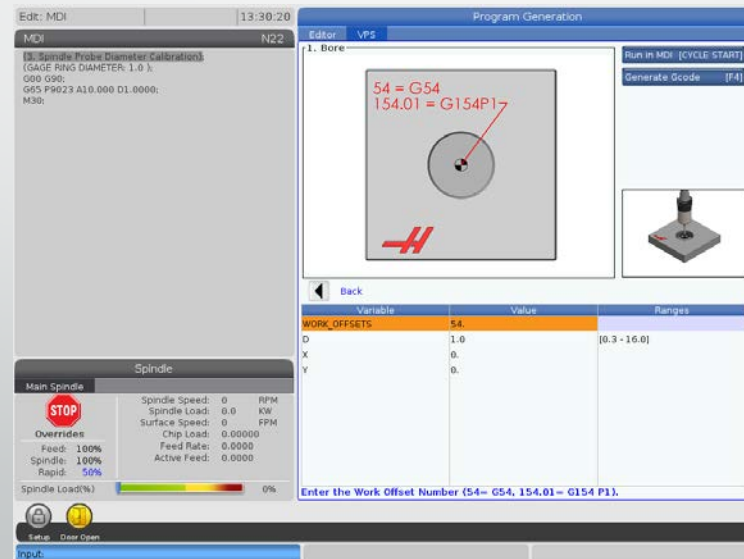 Edit: MDI
13:30:20
Program Generation
MDI
N22
(3. Spindle Probe Diameter Calibration);
(GAGE RING DIAMETER: 1.0 );
G00 G90;
G65 P9023 A10.000 D1.0000;
M30;
Editor
VPS
1. Bore
54 = G54
154.01 = G154P1
Run in MDI [CYCLE START]
Generate Gcode [F4]
Back
Variable
Value
Ranges
WORK_OFFSETS
54.
D
1.0
[0.3 - 16.0]
X
0.
Y
0.
Enter the Work Offset Number (54= G54, 154.01= G154 P1).
Spindle
Main Spindle
STOP
Overrides
Feed: 100%
Spindle: 100%
Rapid: 50%
Spindle Speed: 0 RPM
Spindle Load: 0.0 KW
Surface Speed: 0 FPM
Chip Load: 0.00000
Feed Rate: 0.0000
Active Feed: 0.0000
Spindle Load(%)
0%
Setup
Door Open
Input: